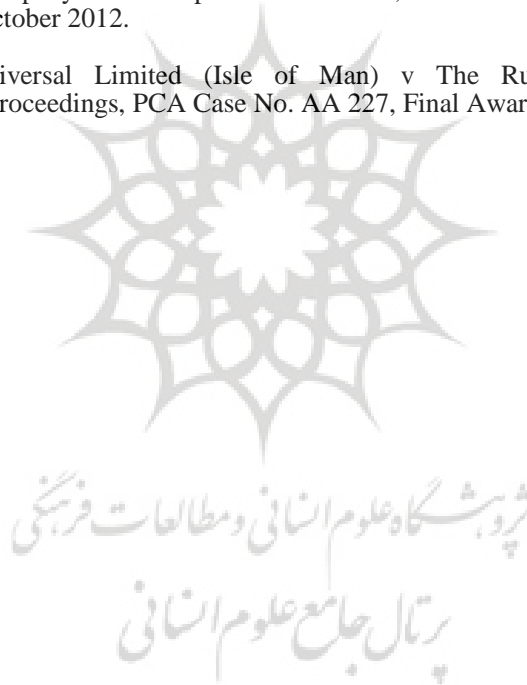 ctober 2012.
iversal Limited (Isle of Man) v The Ru
roceedings, PCA Case No. AA 227, Final Awar
پژوهشگاه علوم انسانی و مطالعات فرهنگی
پرتال جامع علوم انسانی